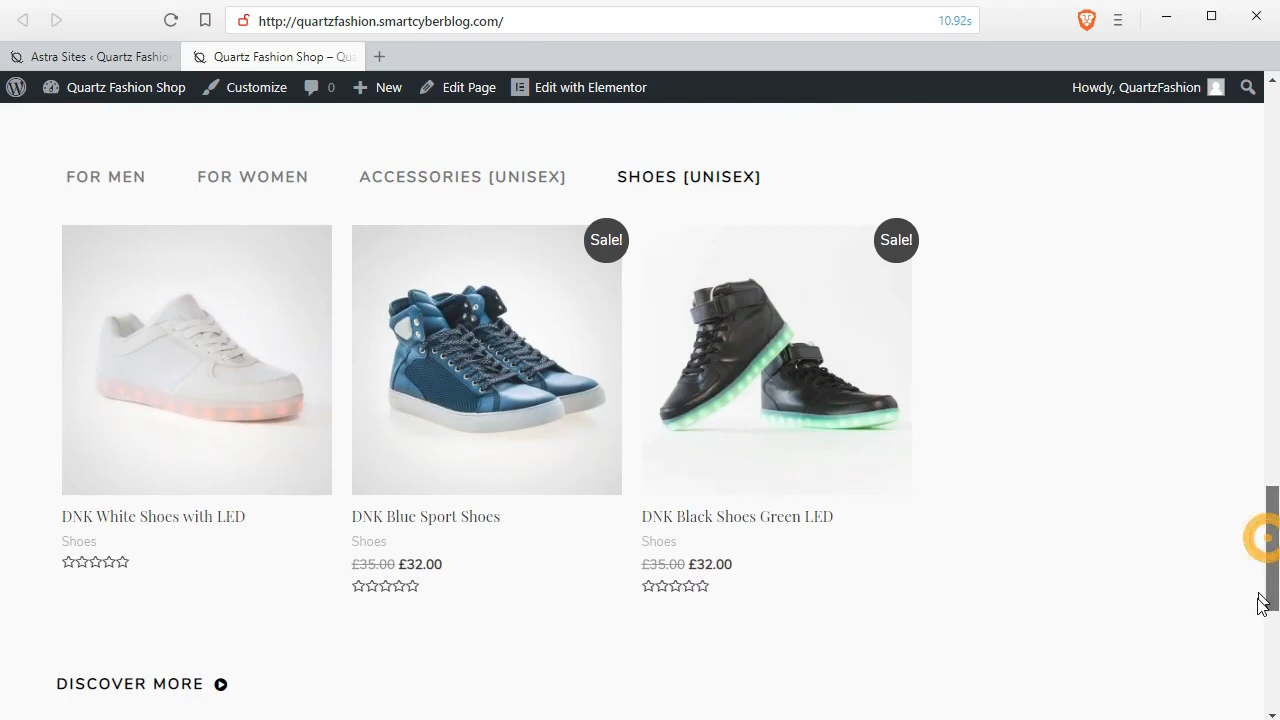 http://quartzfashion.smartcyberblog.com/
10.92s
Astra Sites ‹ Quartz Fashion
Quartz Fashion Shop – Qua
Quartz Fashion Shop
Customize
0
New
Edit Page
Edit with Elementor
Howdy, QuartzFashion
FOR MEN
FOR WOMEN
ACCESSORIES [UNISEX]
SHOES [UNISEX]
Sale!
Sale!
DNK White Shoes with LED
Shoes
DNK Blue Sport Shoes
Shoes
£35.00 £32.00
DNK Black Shoes Green LED
Shoes
£35.00 £32.00
DISCOVER MORE